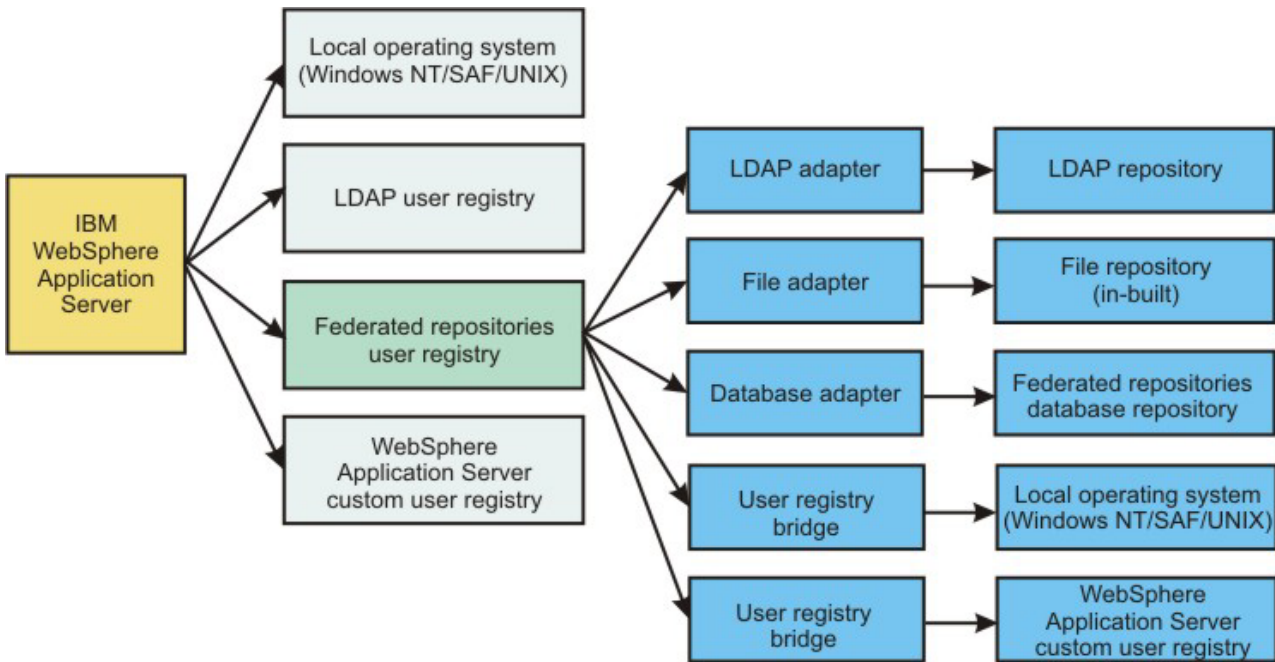 IBM
WebSphere
Application
Server
Local operating system
(Windows NT/SAF/UNIX)
LDAP user registry
Federated repositories
user registry
WebSphere
Application Server
custom user registry
LDAP adapter
LDAP repository
File adapter
File repository
(in-built)
Database adapter
Federated repositories
database repository
User registry
bridge
Local operating system
(Windows NT/SAF/UNIX)
User registry
bridge
WebSphere
Application Server
custom user registry